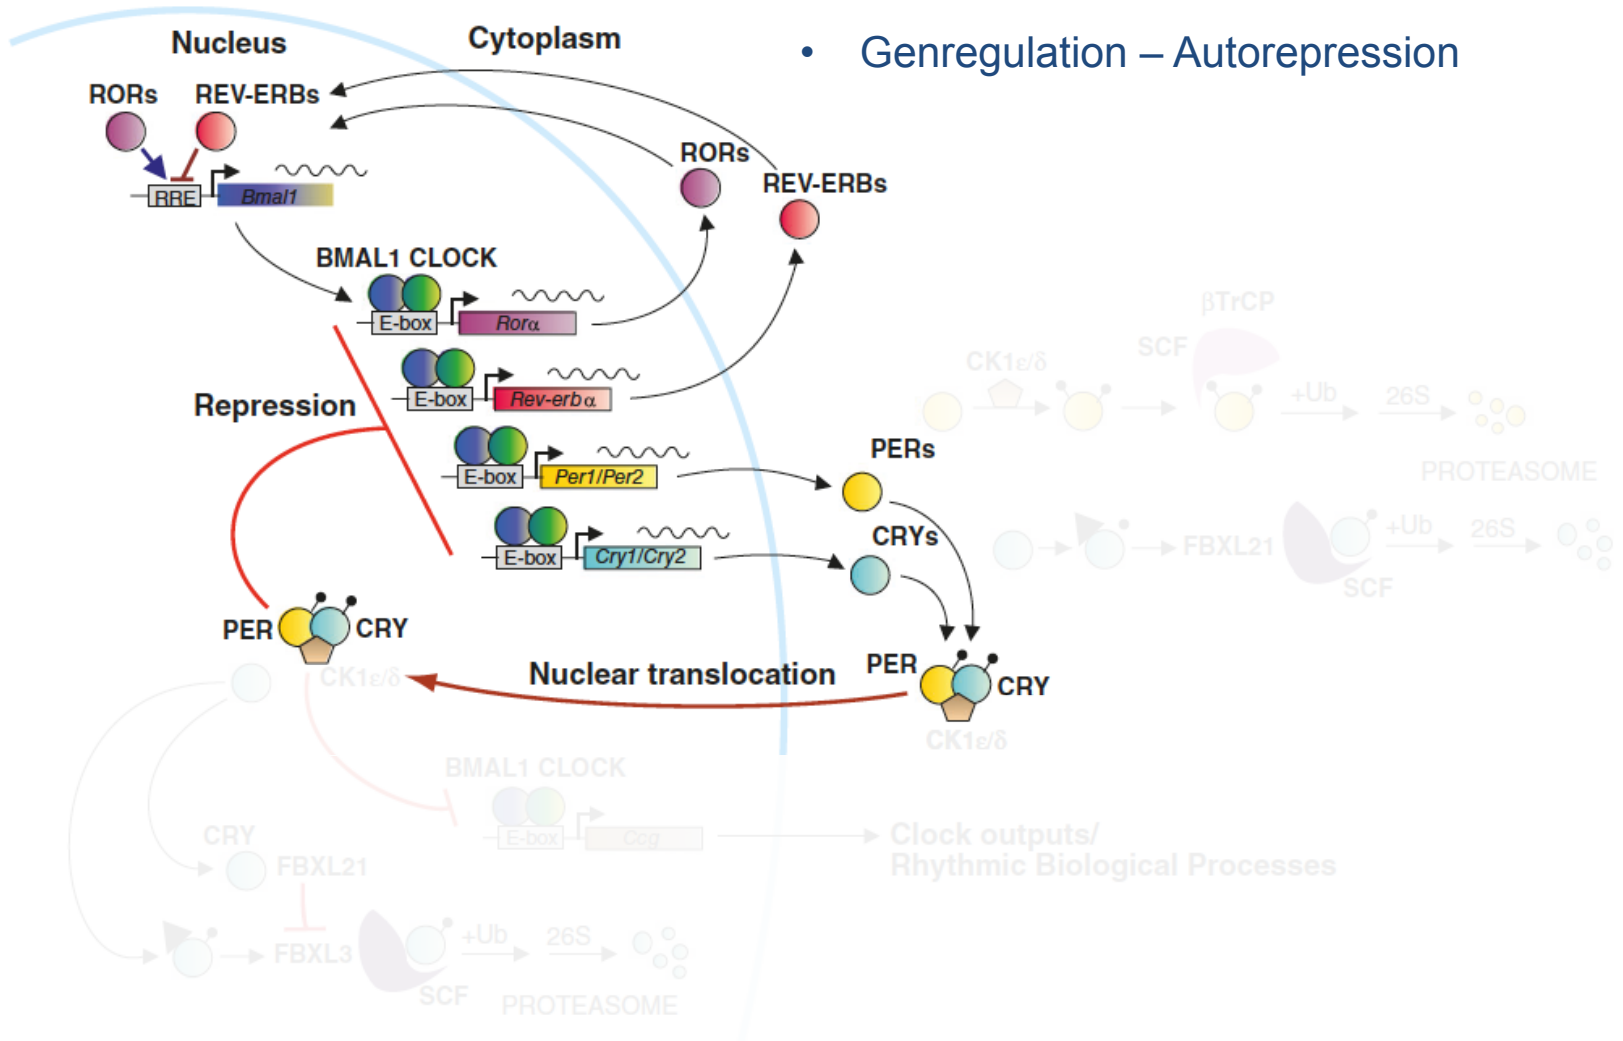 • Genregulation – Autorepression
Nucleus
Cytoplasm
RORs
REV-ERBs
RRE
Bmal1
RORs
REV-ERBs
BMAL1 CLOCK
E-box
Rorα
E-box
Rev-erbα
Repression
E-box
Per1/Per2
PERs
E-box
Cry1/Cry2
CRYs
PER
CRY
CK1ε/δ
Nuclear translocation
PER
CRY
CK1ε/δ
βTrCP
CK1ε/δ
SCF
+Ub
26S
PROTEASOME
FBXL21
SCF
+Ub
26S
BMAL1 CLOCK
E-box
Ccg
Clock outputs/
Rhythmic Biological Processes
CRY
FBXL21
FBXL3
SCF
+Ub
26S
PROTEASOME